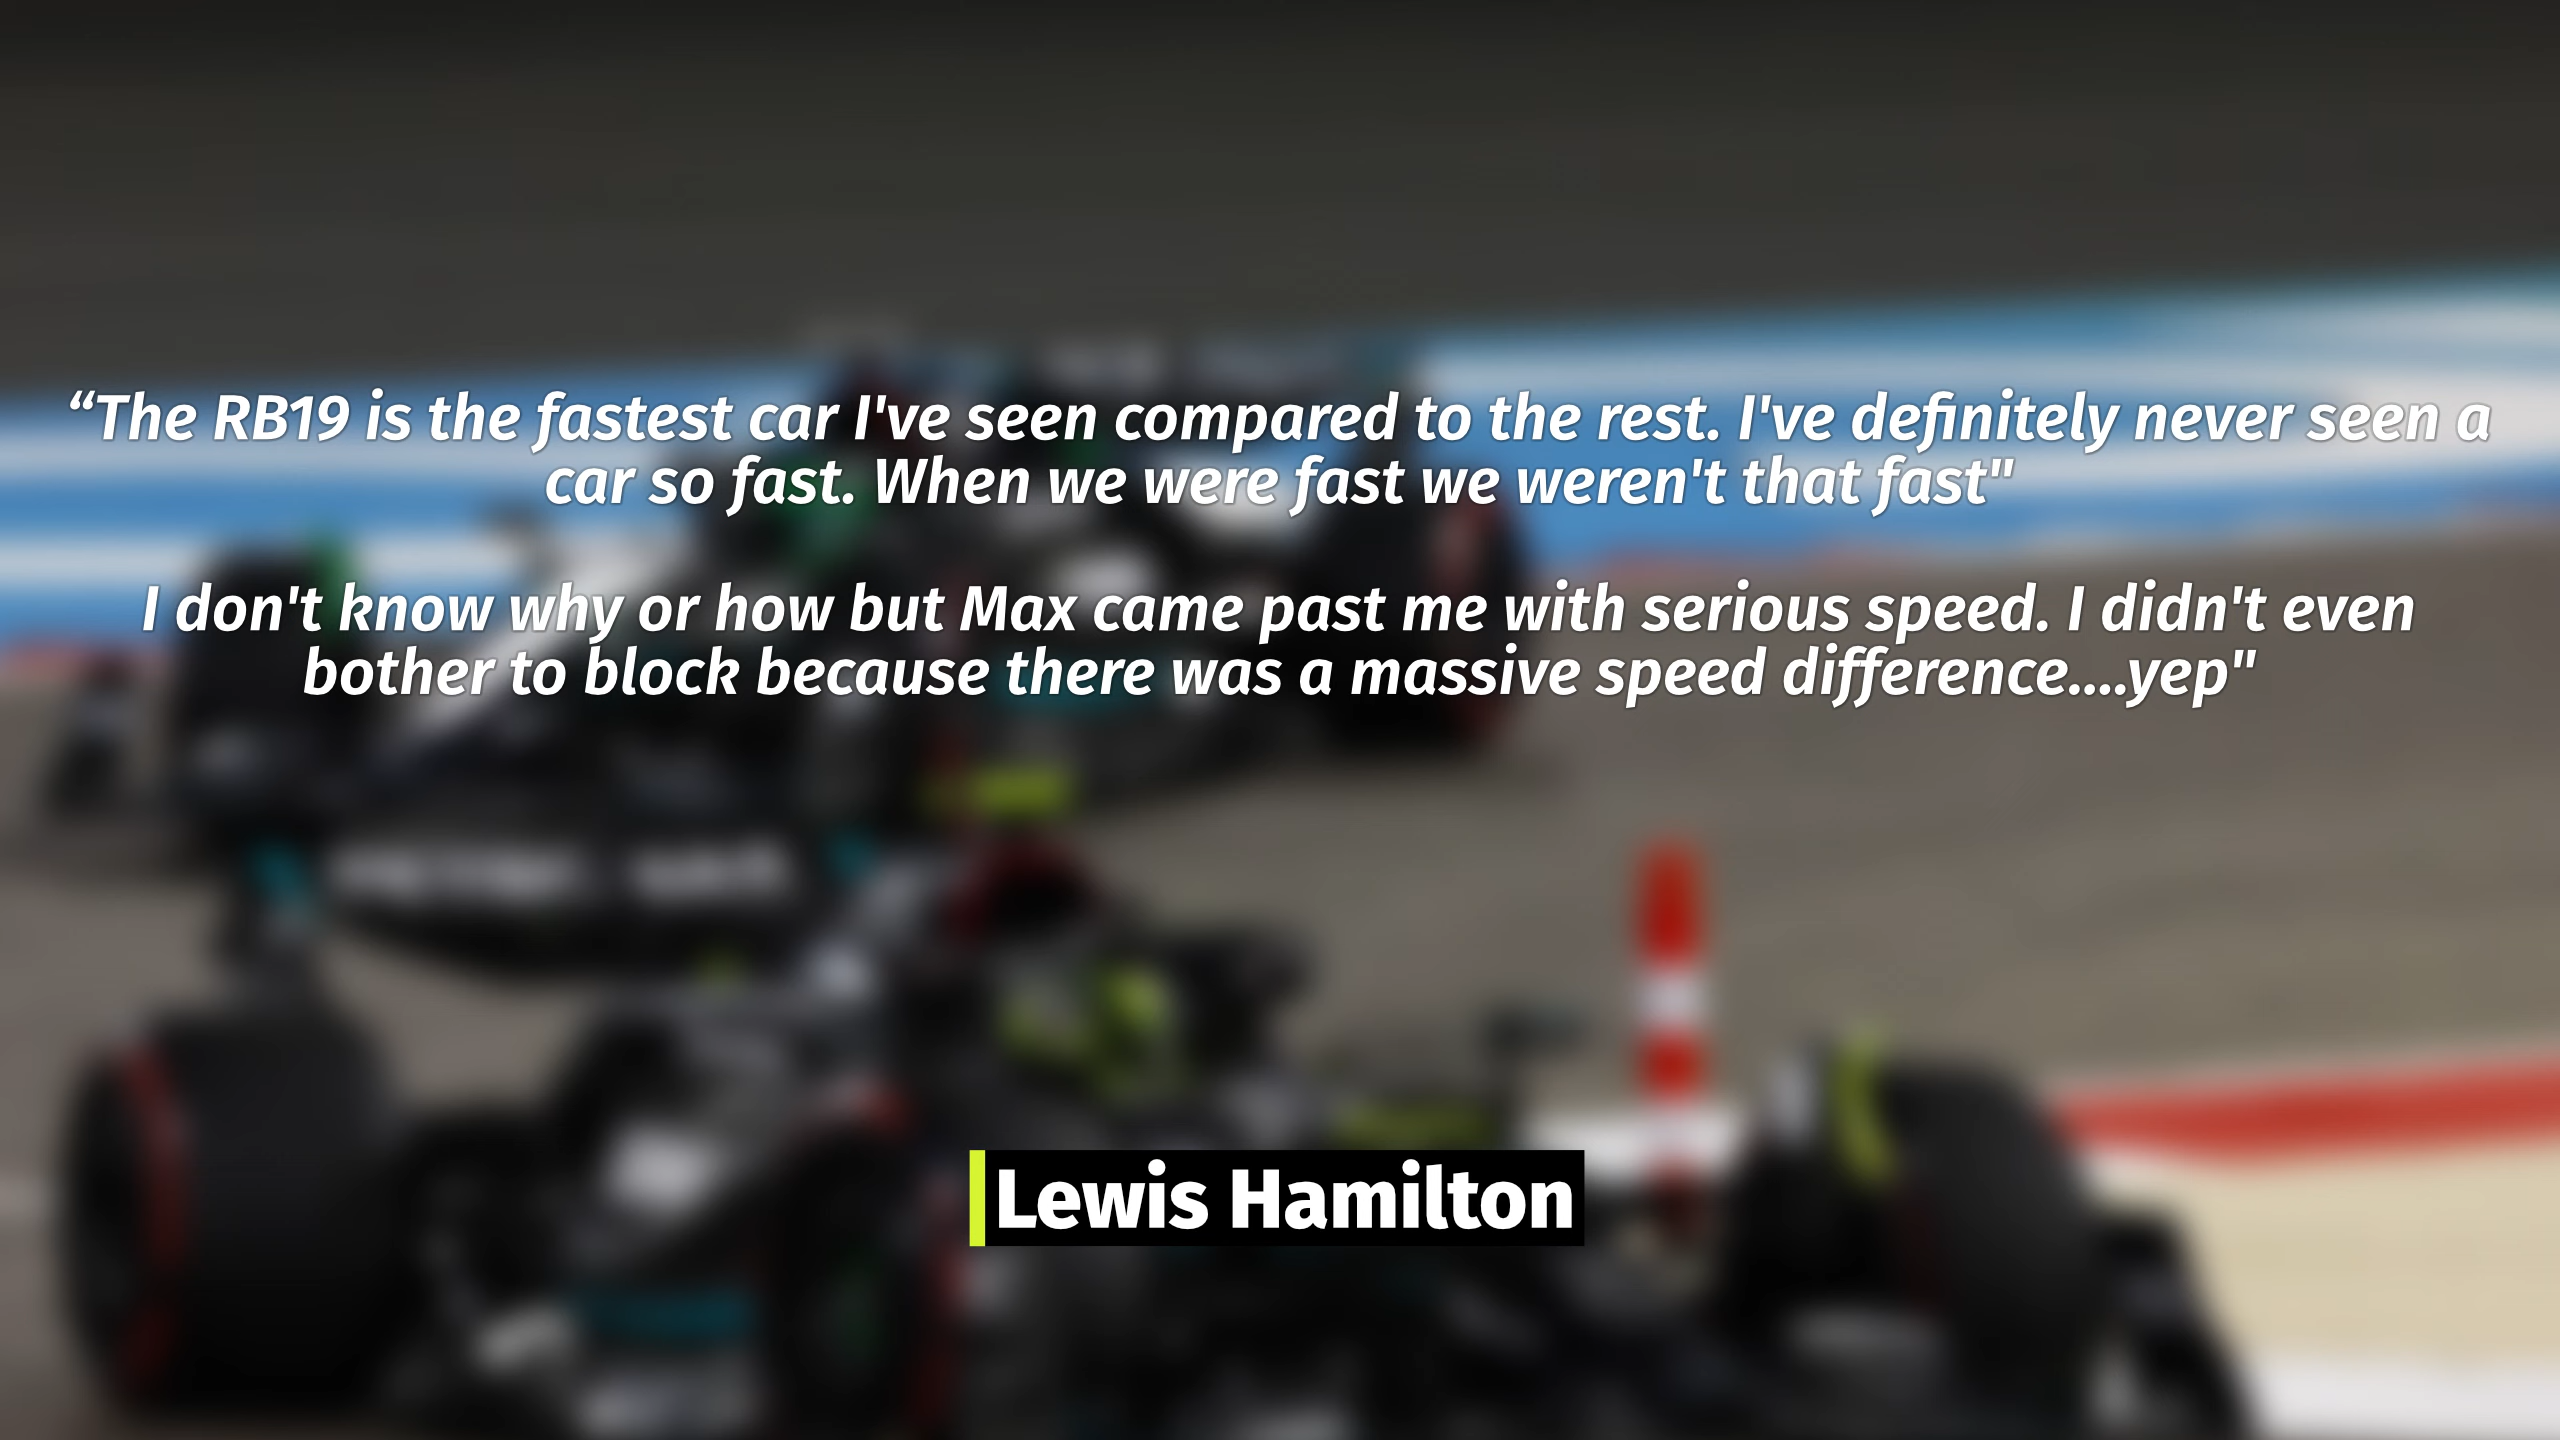 “The RB19 is the fastest car I've seen compared to the rest. I've definitely never seen a
car so fast. When we were fast we weren't that fast"
I don't know why or how but Max came past me with serious speed. I didn't even
bother to block because there was a massive speed difference....yep"
Lewis Hamilton